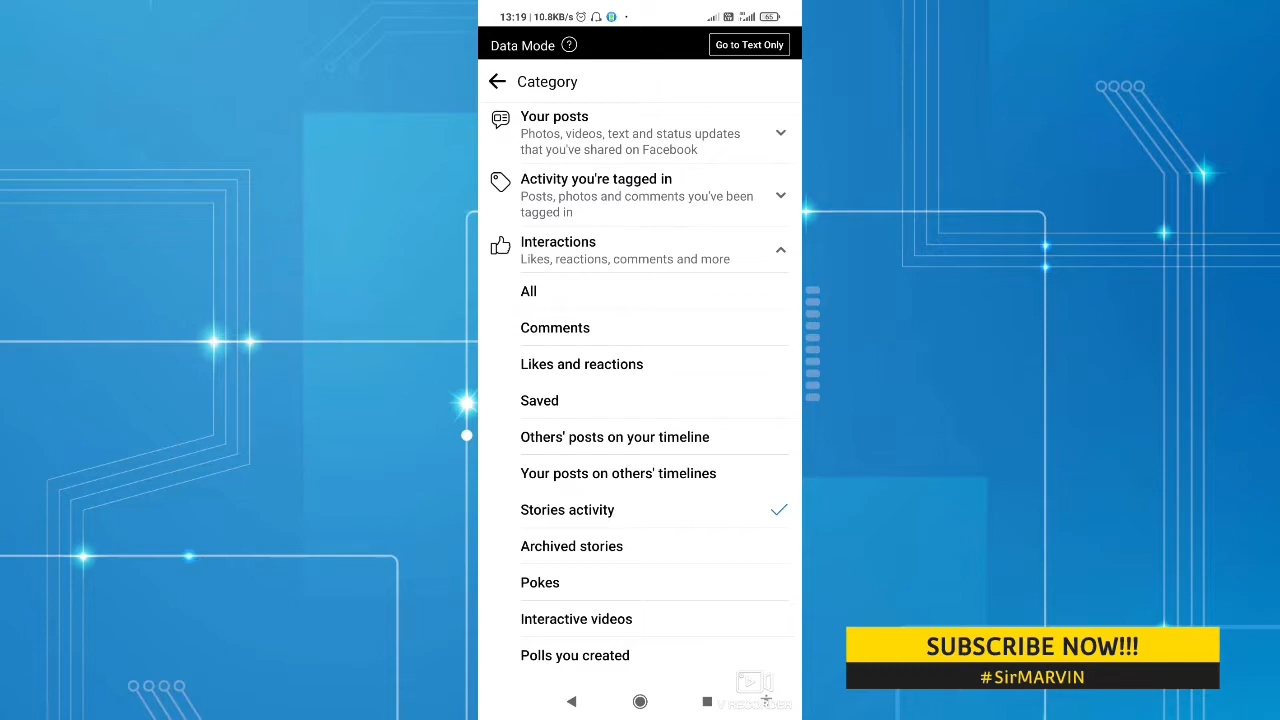 13:19 | 10.8KB/s
65
Data Mode ?
Go to Text Only
Category
Your posts
Photos, videos, text and status updates
that you've shared on Facebook
Activity you're tagged in
Posts, photos and comments you've been
tagged in
Interactions
Likes, reactions, comments and more
All
Comments
Likes and reactions
Saved
Others' posts on your timeline
Your posts on others' timelines
Stories activity
Archived stories
Pokes
Interactive videos
Polls you created
V RECORDER
SUBSCRIBE NOW!!!
#SirMARVIN